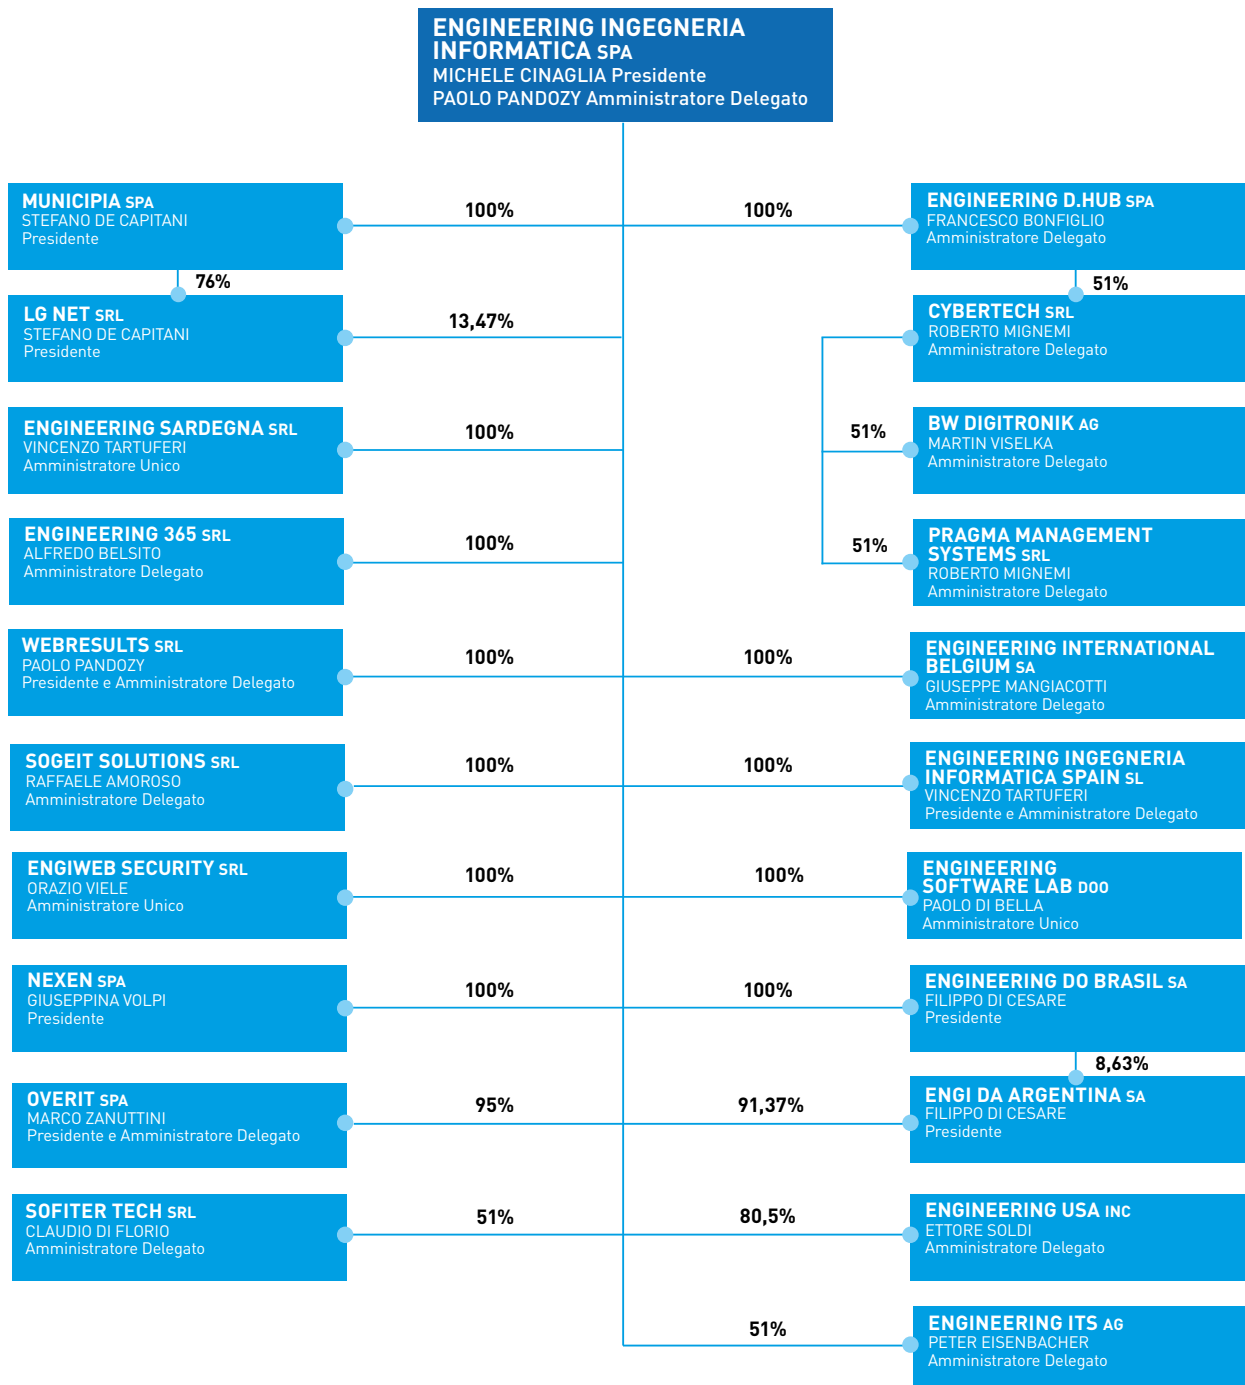 ENGINEERING INGEGNERIA
INFORMATICA SPA
MICHELE CINAGLIA Presidente
PAOLO PANDOZY Amministratore Delegato
MUNICIPIA SPA
STEFANO DE CAPITANI
Presidente
100%
100%
ENGINEERING D.HUB SPA
FRANCESCO BONFIGLIO
Amministratore Delegato
76%
51%
LG NET SRL
STEFANO DE CAPITANI
Presidente
13,47%
CYBERTECH SRL
ROBERTO MIGNEMI
Amministratore Delegato
ENGINEERING SARDEGNA SRL
VINCENZO TARTUFERI
Amministratore Unico
100%
51%
BW DIGITRONIK AG
MARTIN VISELKA
Amministratore Delegato
ENGINEERING 365 SRL
ALFREDO BELSITO
Amministratore Delegato
100%
51%
PRAGMA MANAGEMENT
SYSTEMS SRL
ROBERTO MIGNEMI
Amministratore Delegato
WEBRESULTS SRL
PAOLO PANDOZY
Presidente e Amministratore Delegato
100%
100%
ENGINEERING INTERNATIONAL
BELGIUM SA
GIUSEPPE MANGIACOTTI
Amministratore Delegato
SOGEIT SOLUTIONS SRL
RAFFAELE AMOROSO
Amministratore Delegato
100%
100%
ENGINEERING INGEGNERIA
INFORMATICA SPAIN SL
VINCENZO TARTUFERI
Presidente e Amministratore Delegato
ENGIWEB SECURITY SRL
ORAZIO VIELE
Amministratore Unico
100%
100%
ENGINEERING
SOFTWARE LAB DOO
PAOLO DI BELLA
Amministratore Unico
NEXEN SPA
GIUSEPPINA VOLPI
Presidente
100%
100%
ENGINEERING DO BRASIL SA
FILIPPO DI CESARE
Presidente
8,63%
OVERIT SPA
MARCO ZANUTTINI
Presidente e Amministratore Delegato
95%
91,37%
ENGI DA ARGENTINA SA
FILIPPO DI CESARE
Presidente
SOFITER TECH SRL
CLAUDIO DI FLORIO
Amministratore Delegato
51%
80,5%
ENGINEERING USA INC
ETTORE SOLDI
Amministratore Delegato
51%
ENGINEERING ITS AG
PETER EISENBACHER
Amministratore Delegato